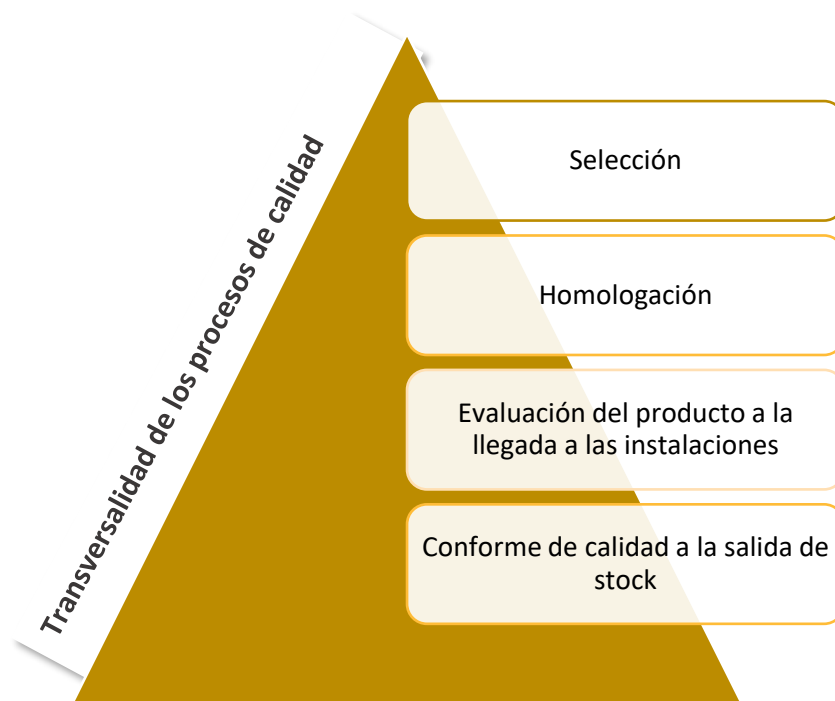 Transversalidad de los procesos de calidad
Selección
Homologación
Evaluación del producto a la
llegada a las instalaciones
Conforme de calidad a la salida de
stock